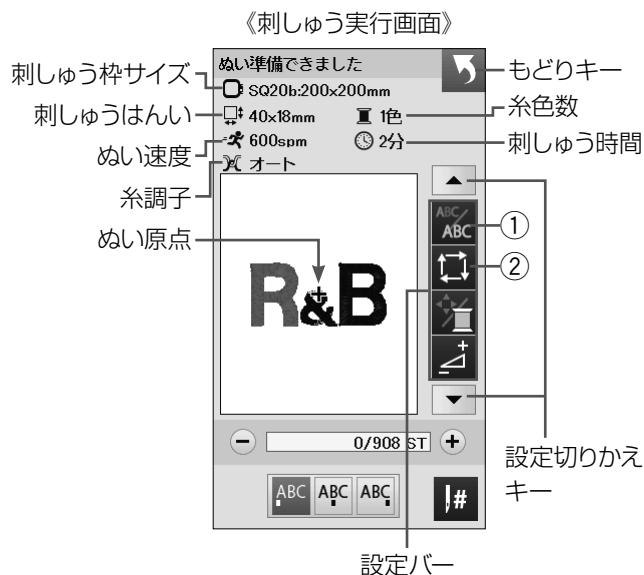 《刺しゅう実行画面》
ぬい準備できました
刺しゅう枠サイズ
SQ20b:200x200mm
もどりキー
刺しゅうはんい
40x18mm
1色
糸色数
ぬい速度
600spm
2分
刺しゅう時間
糸調子
オート
ぬい原点
ABC
ABC
①
②
R&B
0/908 ST
設定切りかえ
キー
ABC ABC ABC
#
設定バー